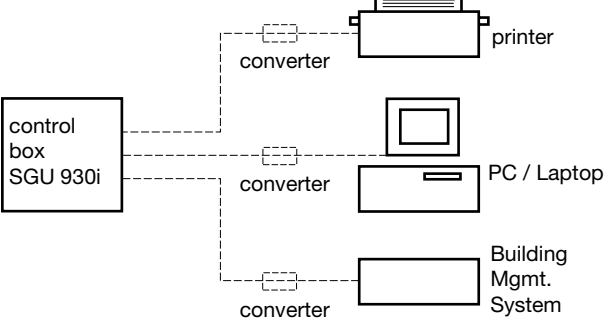 printer
converter
control
box
SGU 930i
converter
PC / Laptop
Building
Mgmt.
System
converter